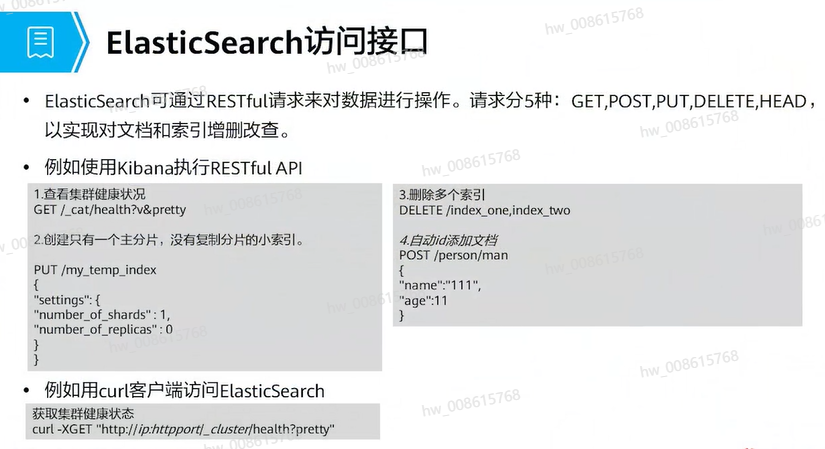 ElasticSearch访问接口
• ElasticSearch可通过RESTful请求来对数据进行操作。请求分5种：GET,POST,PUT,DELETE,HEAD，
以实现对文档和索引增删改查。
• 例如使用Kibana执行RESTful API
1.查看集群健康状况
GET /_cat/health?v&pretty
2.创建只有一个主分片，没有复制分片的小索引。
PUT /my_temp_index
{
"settings": {
"number_of_shards" : 1,
"number_of_replicas" : 0
}
}
3.删除多个索引
DELETE /index_one,index_two
4.自动id添加文档
POST /person/man
{
"name":"111",
"age":11
}
• 例如用curl客户端访问ElasticSearch
获取集群健康状态
curl -XGET "http://ip:httpport/_cluster/health?pretty"
hw_008615768
hw_008615768
hw_008615768
hw_008615768
hw_008615768
hw_008615768
hw_008615768
hw_008615768